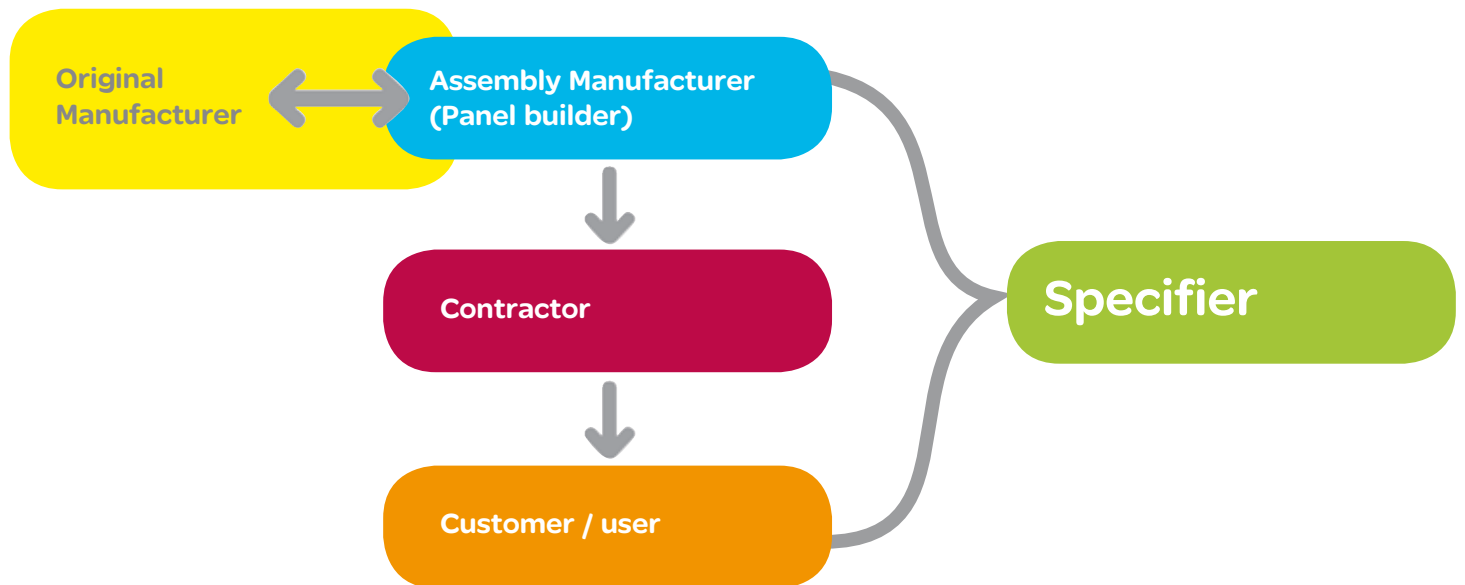 Original
Manufacturer
Assembly Manufacturer
(Panel builder)
Contractor
Specifier
Customer / user